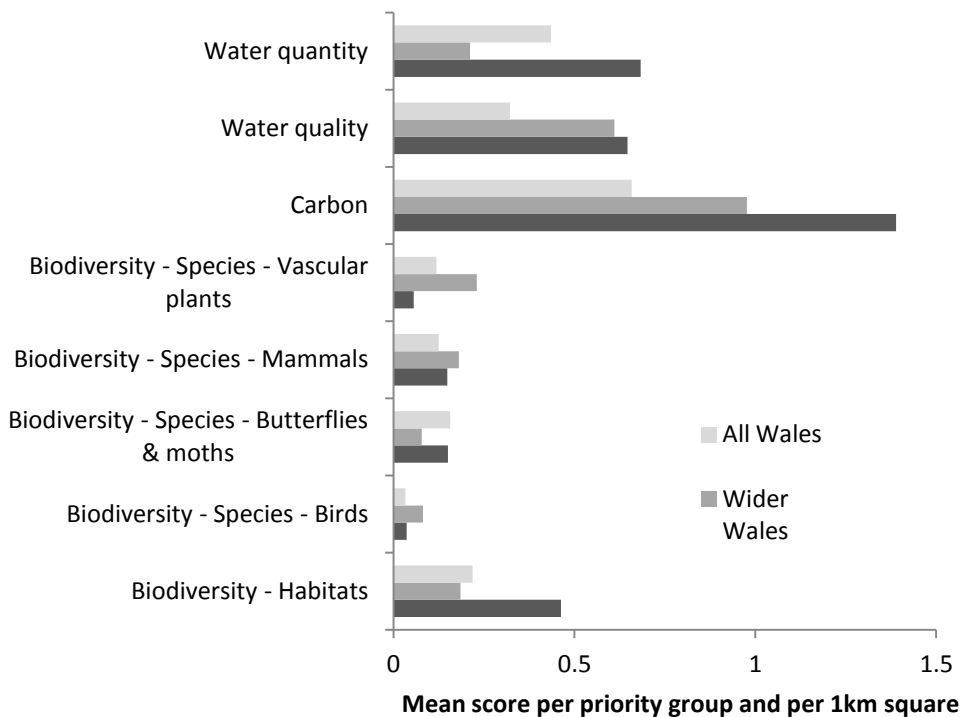 Water quantity
Water quality
Carbon
Biodiversity - Species - Vascular
plants
Biodiversity - Species - Mammals
Biodiversity - Species - Butterflies
& moths
Biodiversity - Species - Birds
Biodiversity - Habitats
All Wales
Wider
Wales
0
0.5
1
1.5
Mean score per priority group and per 1km square